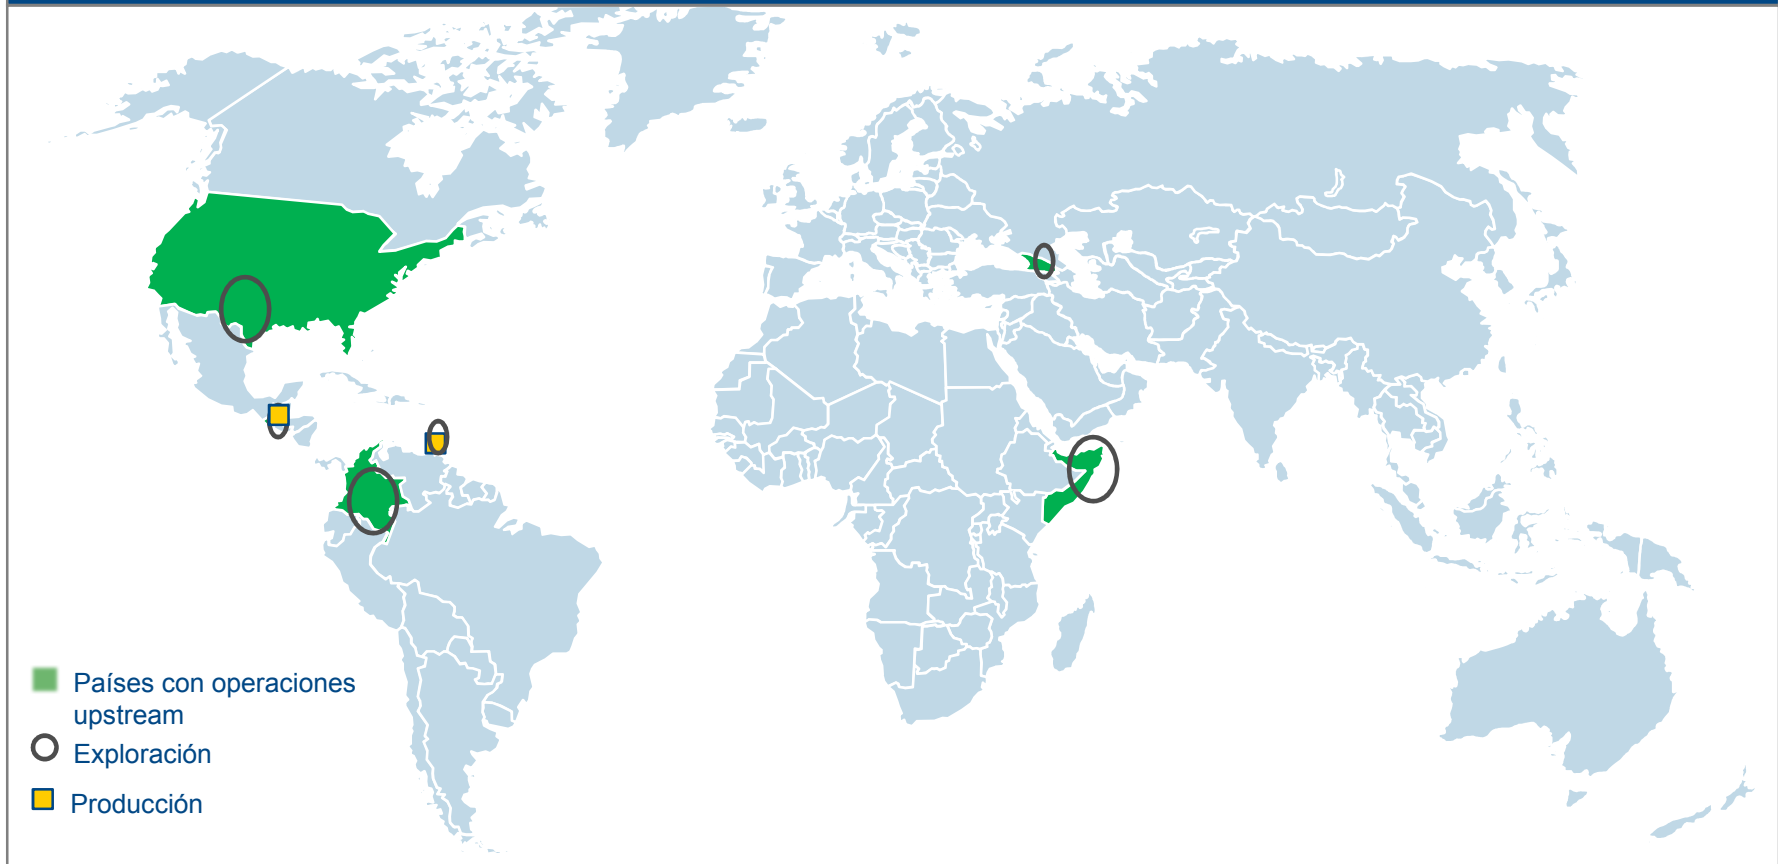 Países con operaciones
upstream
Exploración
Producción